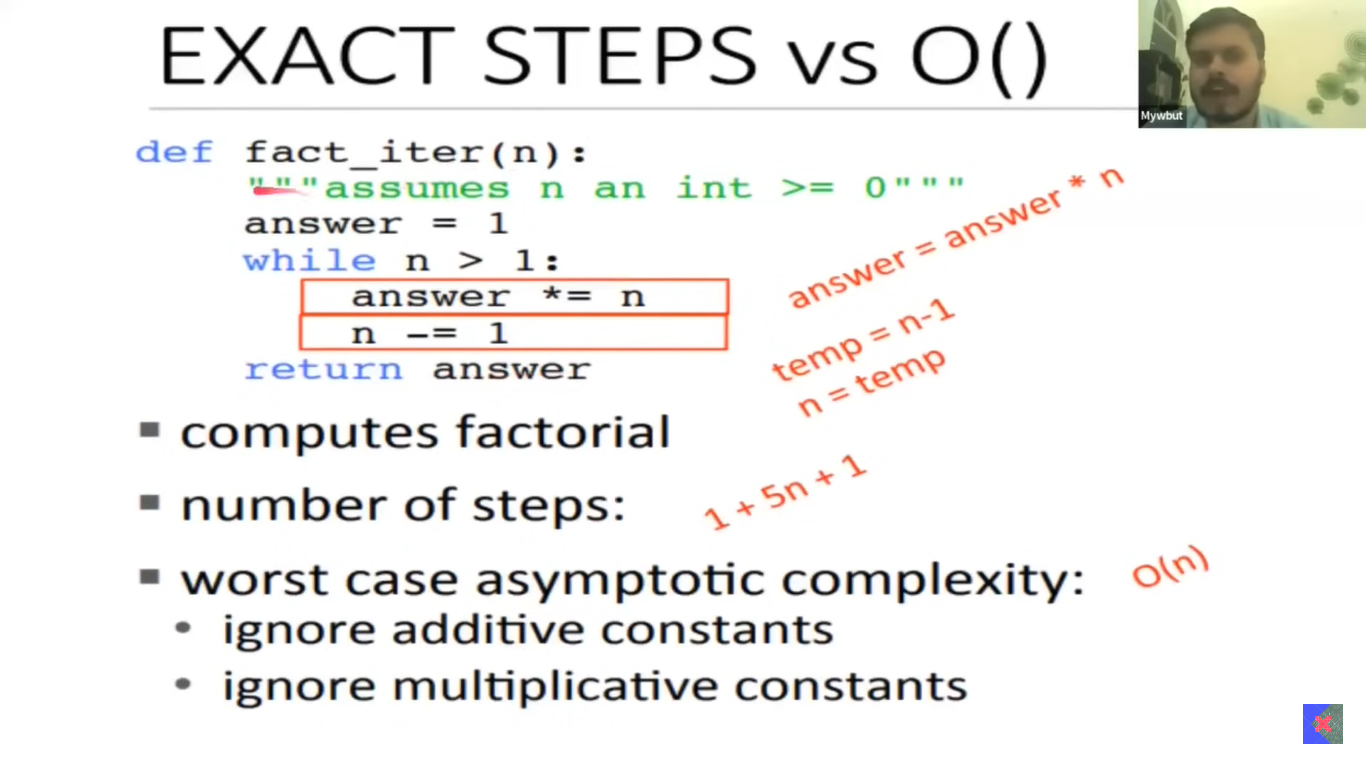 EXACT STEPS vs O()
Mywbut
def fact_iter(n):
"""assumes n an int >= 0"""
answer = 1
while n > 1:
answer *= n
n -= 1
return answer
answer = answer * n
temp = n-1
n = temp
▪ computes factorial
▪ number of steps:
1 + 5n + 1
▪ worst case asymptotic complexity:
O(n)
• ignore additive constants
• ignore multiplicative constants